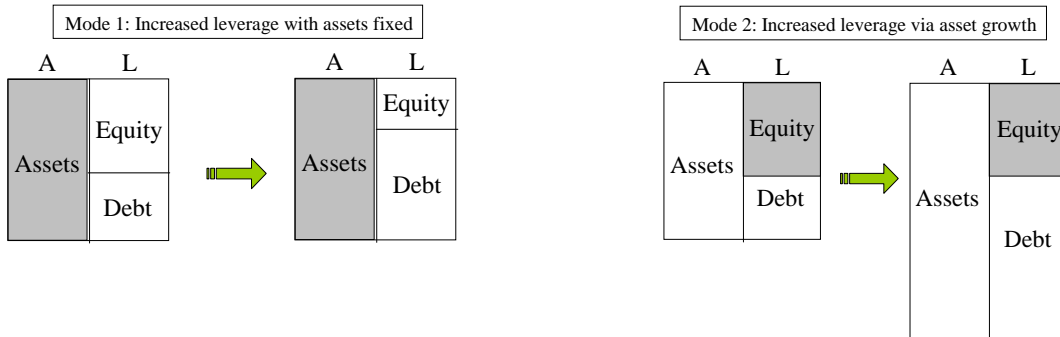 Mode 1: Increased leverage with assets fixed
A L A L
Equity
Assets
Debt
Equity
Assets
Debt
Mode 2: Increased leverage via asset growth
A L A L
Equity
Assets
Debt
Equity
Assets
Debt